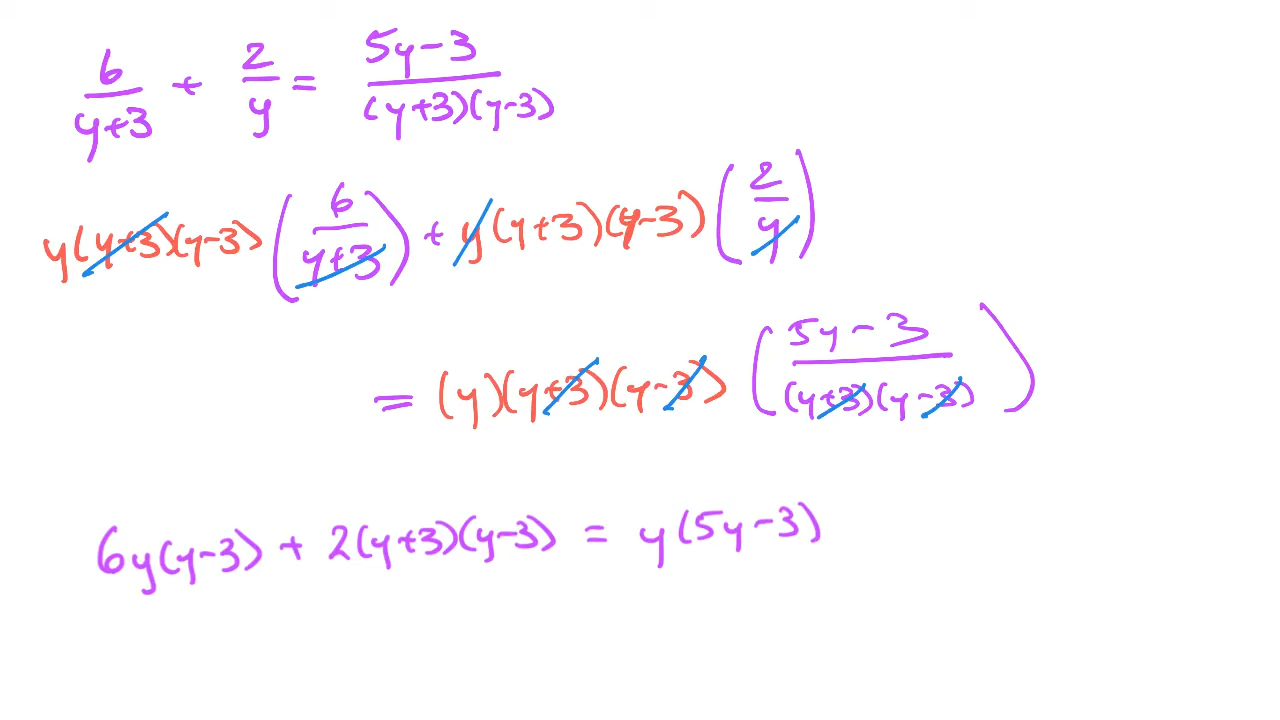 6/(y+3) + 2/y = (5y-3)/((y+3)(y-3))
y(y+3)(y-3)(6/(y+3)) + y(y+3)(y-3)(2/y)
= (y)(y+3)(y-3)((5y-3)/((y+3)(y-3)))
6y(y-3) + 2(y+3)(y-3) = y(5y-3)